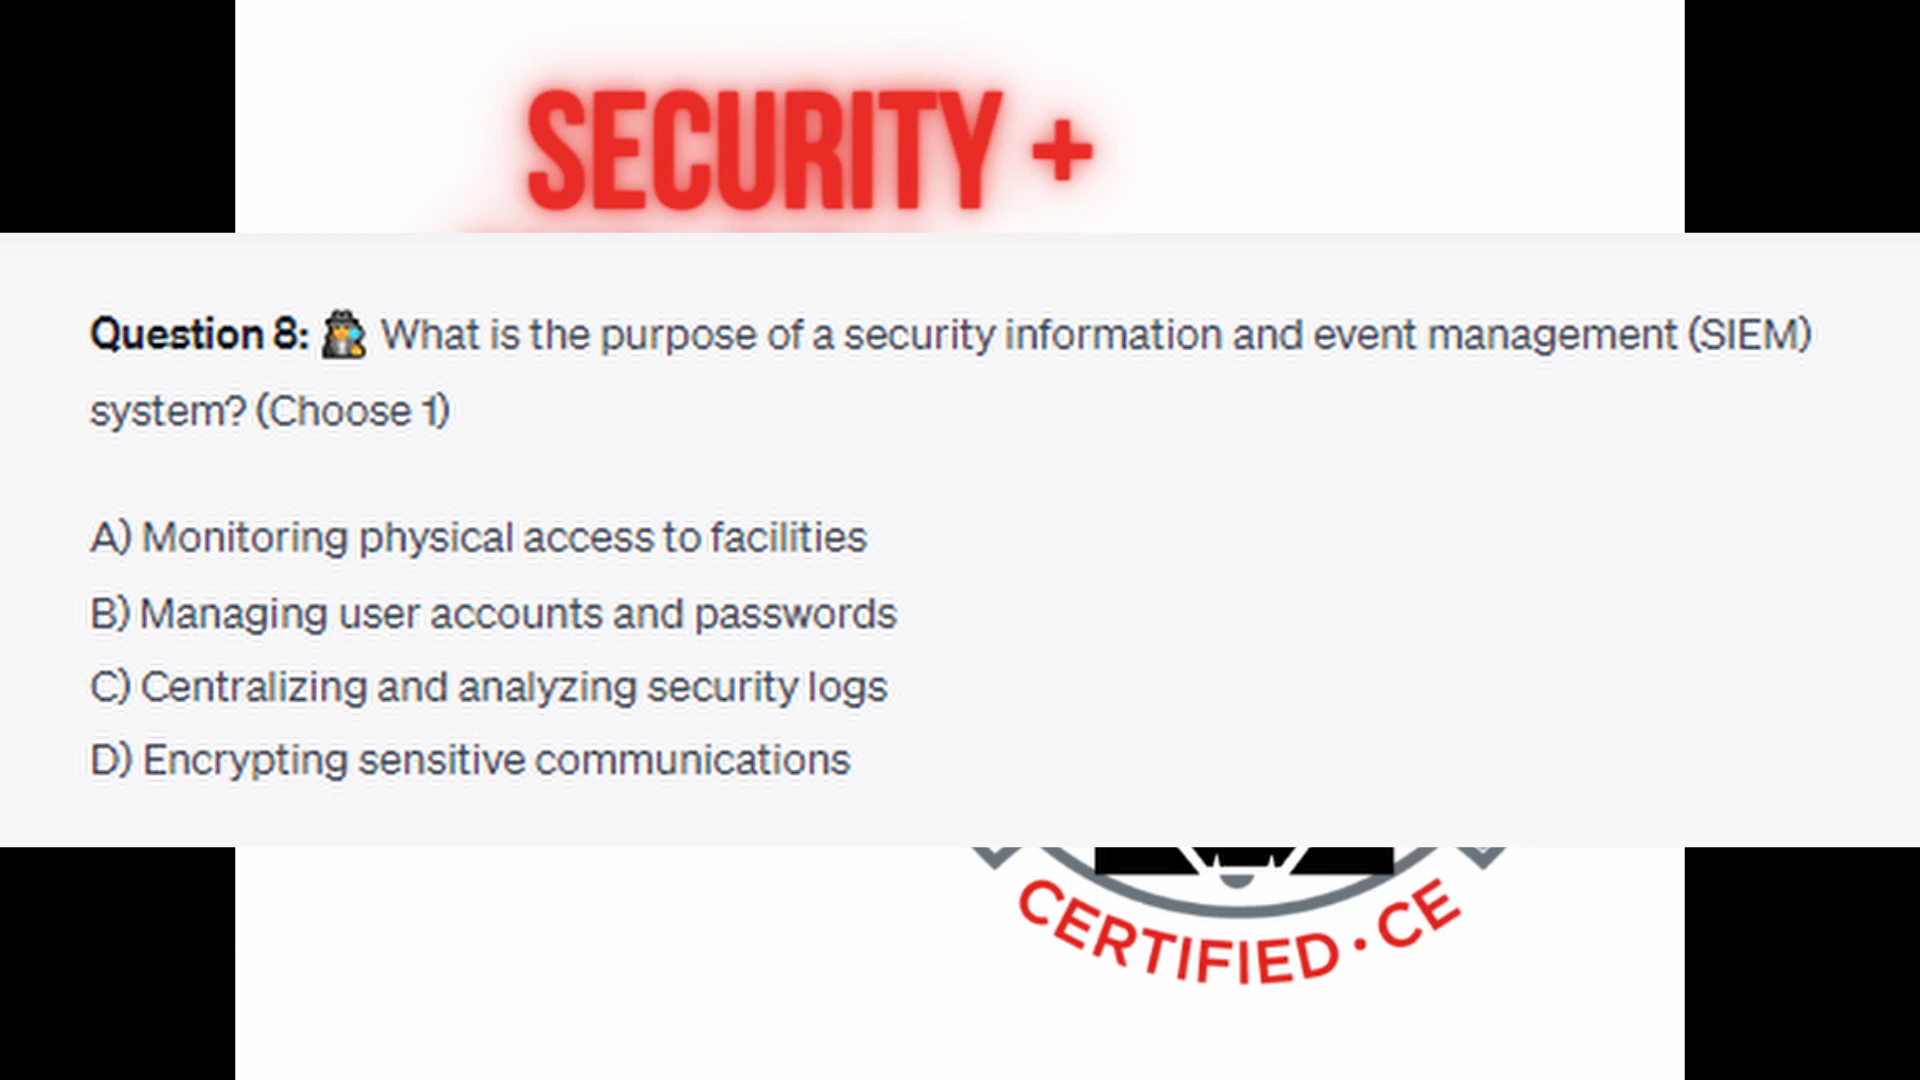 SECURITY +
Question 8: 🕵️ What is the purpose of a security information and event management (SIEM)
system? (Choose 1)
A) Monitoring physical access to facilities
B) Managing user accounts and passwords
C) Centralizing and analyzing security logs
D) Encrypting sensitive communications
CERTIFIED • CE